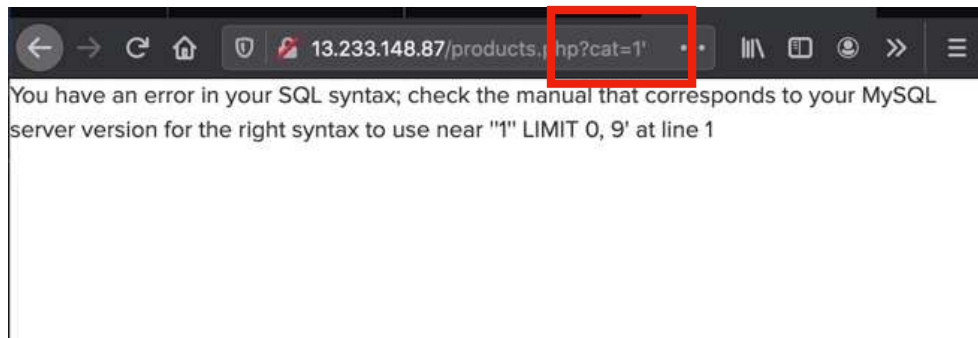 13.233.148.87/products.php?cat=1'
You have an error in your SQL syntax; check the manual that corresponds to your MySQL
server version for the right syntax to use near ''1'' LIMIT 0, 9' at line 1